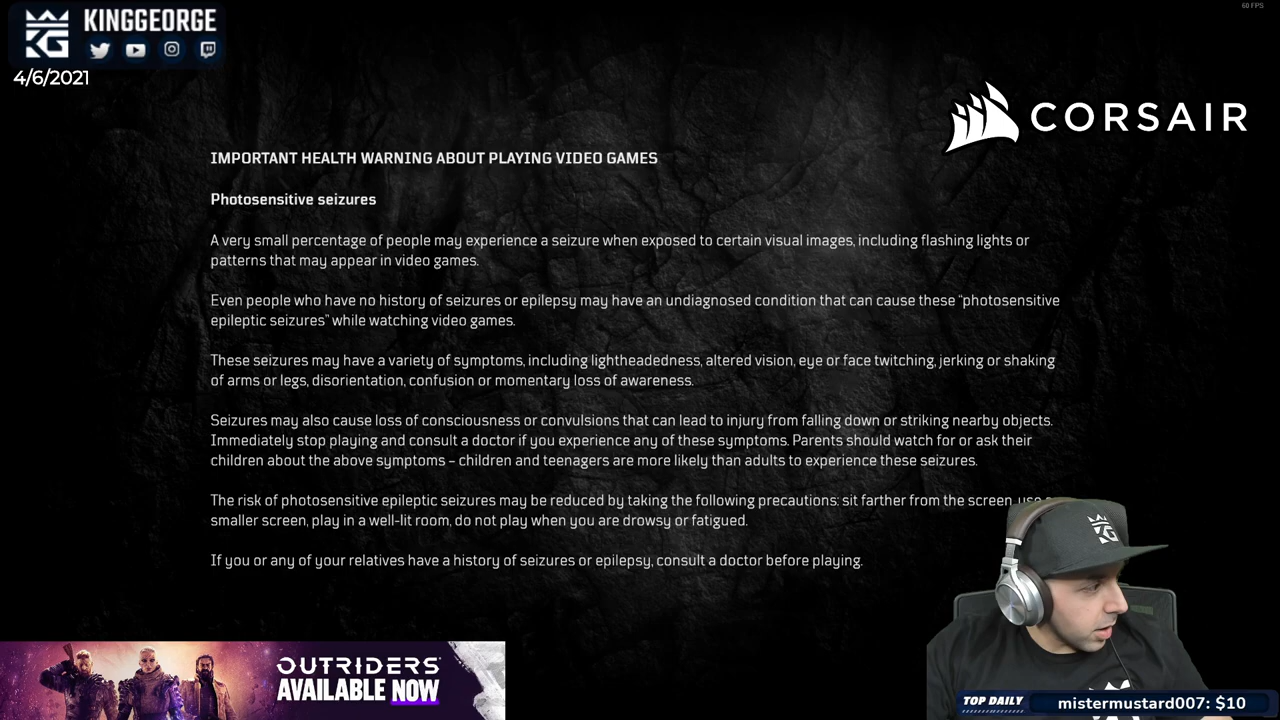 60 FPS
KINGGEORGE
KG
4/6/2021
CORSAIR
IMPORTANT HEALTH WARNING ABOUT PLAYING VIDEO GAMES
Photosensitive seizures
A very small percentage of people may experience a seizure when exposed to certain visual images, including flashing lights or
patterns that may appear in video games.
Even people who have no history of seizures or epilepsy may have an undiagnosed condition that can cause these “photosensitive
epileptic seizures” while watching video games.
These seizures may have a variety of symptoms, including lightheadedness, altered vision, eye or face twitching, jerking or shaking
of arms or legs, disorientation, confusion or momentary loss of awareness.
Seizures may also cause loss of consciousness or convulsions that can lead to injury from falling down or striking nearby objects.
Immediately stop playing and consult a doctor if you experience any of these symptoms. Parents should watch for or ask their
children about the above symptoms – children and teenagers are more likely than adults to experience these seizures.
The risk of photosensitive epileptic seizures may be reduced by taking the following precautions: sit farther from the screen, use
smaller screen, play in a well-lit room, do not play when you are drowsy or fatigued.
If you or any of your relatives have a history of seizures or epilepsy, consult a doctor before playing.
KG
OUTRIDERS
AVAILABLE NOW
TOP DAILY mistermustard007: $10